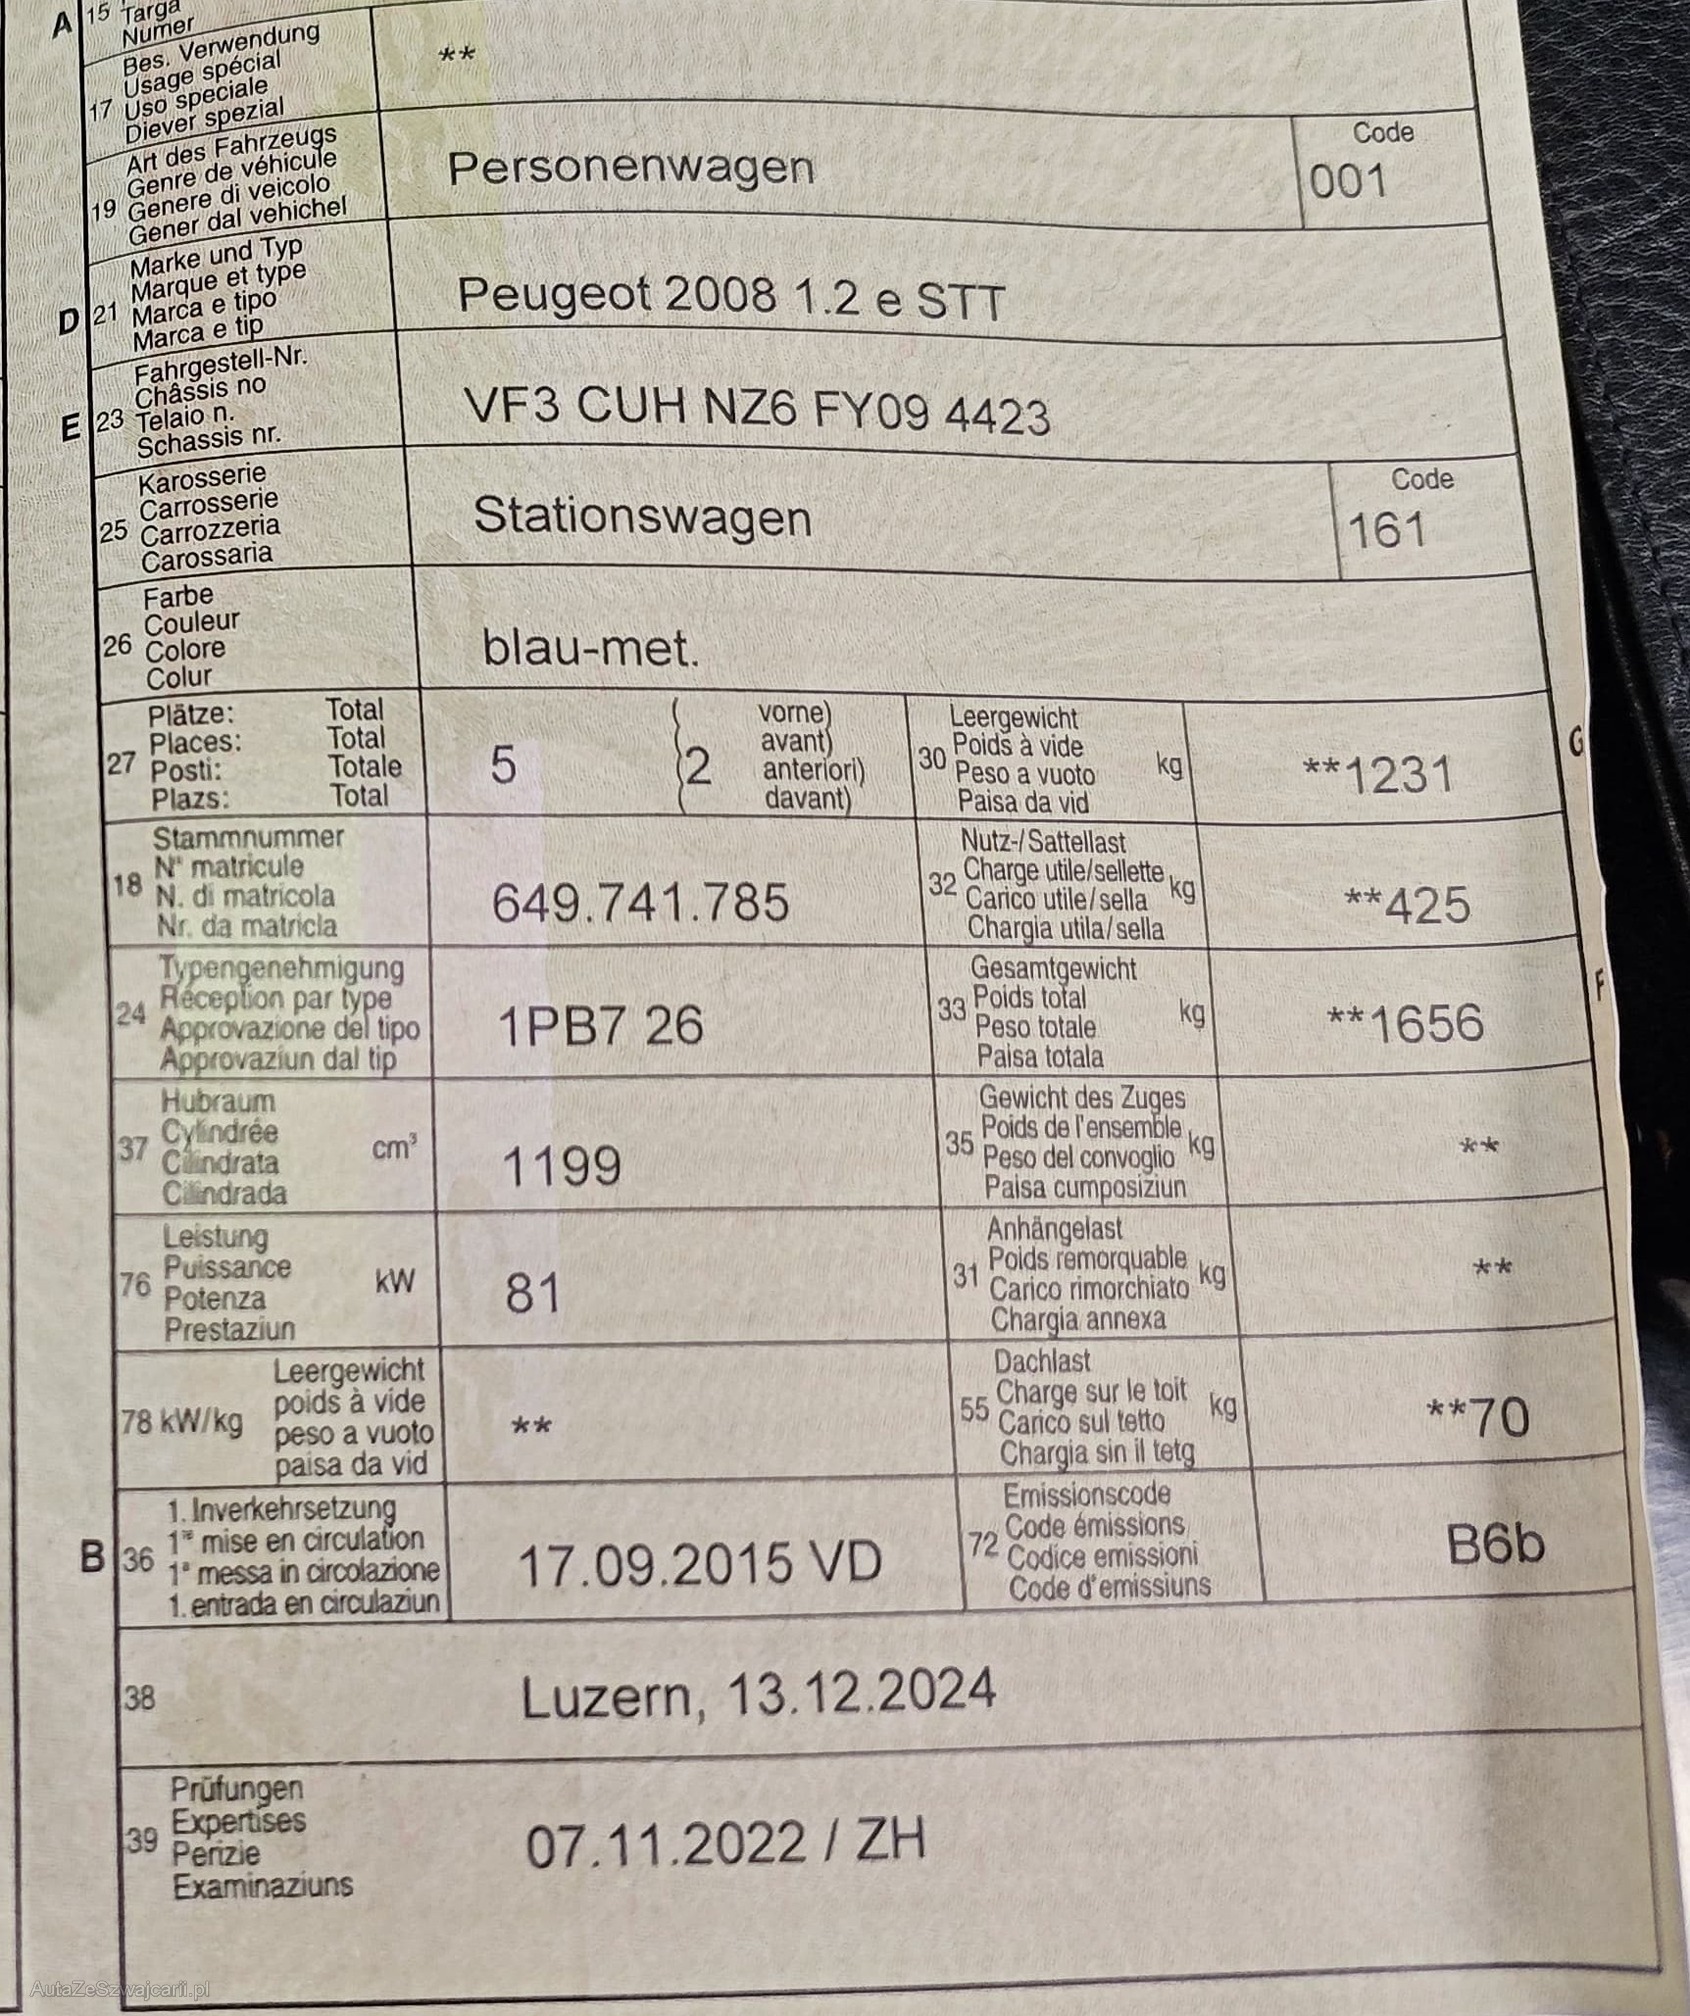 A 15 Targa
Numer
Bes. Verwendung
Usage spécial
17 Uso speciale
Diever spezial
**
Art des Fahrzeugs
Genre de véhicule
19 Genere di veicolo
Gener dal vehichel
Personenwagen
Code
001
Marke und Typ
Marque et type
D 21 Marca e tipo
Marca e tip
Peugeot 2008 1.2 e STT
Fahrgestell-Nr.
Châssis no
E 23 Telaio n.
Schassis nr.
VF3 CUH NZ6 FY09 4423
Karosserie
Carrosserie
25 Carrozzeria
Carossaria
Stationswagen
Code
161
Farbe
Couleur
26 Colore
Colur
blau-met.
Plätze: Total
Places: Total
27 Posti: Totale
Plazs: Total
5
2
vorne)
avant)
anteriori)
davant)
Leergewicht
30 Poids à vide kg
Peso a vuoto
Paisa da vid
**1231
G
Stammnummer
N° matricule
18 N. di matricola
Nr. da matricla
649.741.785
Nutz-/Sattellast
32 Charge utile/sellette kg
Carico utile/sella
Chargia utila/sella
**425
Typengenehmigung
24 Réception par type
Approvazione del tipo
Approvaziun dal tip
1PB7 26
Gesamtgewicht
33 Poids total kg
Peso totale
Paisa totala
**1656
F
Hubraum
37 Cylindrée cm³
Cilindrata
Cilindrada
1199
Gewicht des Zuges
35 Poids de l'ensemble kg
Peso del convoglio
Paisa cumposiziun
**
Leistung
76 Puissance kW
Potenza
Prestaziun
81
Anhängelast
31 Poids remorquable kg
Carico rimorchiato
Chargia annexa
**
Leergewicht
78 kW/kg poids à vide
peso a vuoto
paisa da vid
**
Dachlast
55 Charge sur le toit kg
Carico sul tetto
Chargia sin il tetg
**70
1. Inverkehrsetzung
B 36 1re mise en circulation
1a messa in circolazione
1. entrada en circulaziun
17.09.2015 VD
Emissionscode
72 Code émissions
Codice emissioni
Code d'emissiuns
B6b
38
Luzern, 13.12.2024
Prüfungen
Expertises
39 Perizie
Examinaziuns
07.11.2022 / ZH
AutaZeSzwajcarii.pl